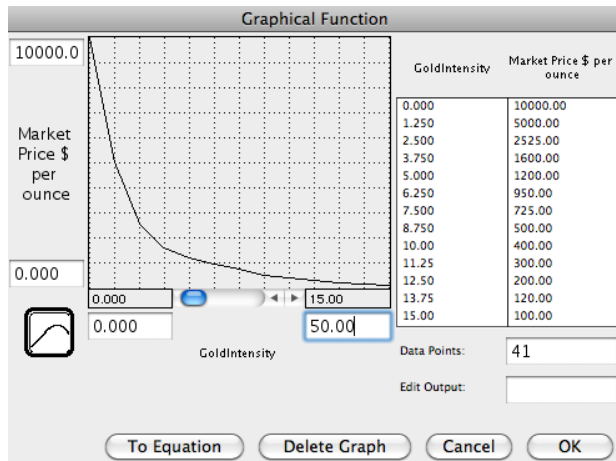 Graphical Function
10000.0
Market
Price $
per
ounce
0.000
0.000
15.00
0.000
50.00
GoldIntensity
GoldIntensity
Market Price $ per
ounce
0.000 10000.00
1.250 5000.00
2.500 2525.00
3.750 1600.00
5.000 1200.00
6.250 950.00
7.500 725.00
8.750 500.00
10.00 400.00
11.25 300.00
12.50 200.00
13.75 120.00
15.00 100.00
Data Points: 41
Edit Output:
To Equation Delete Graph Cancel OK